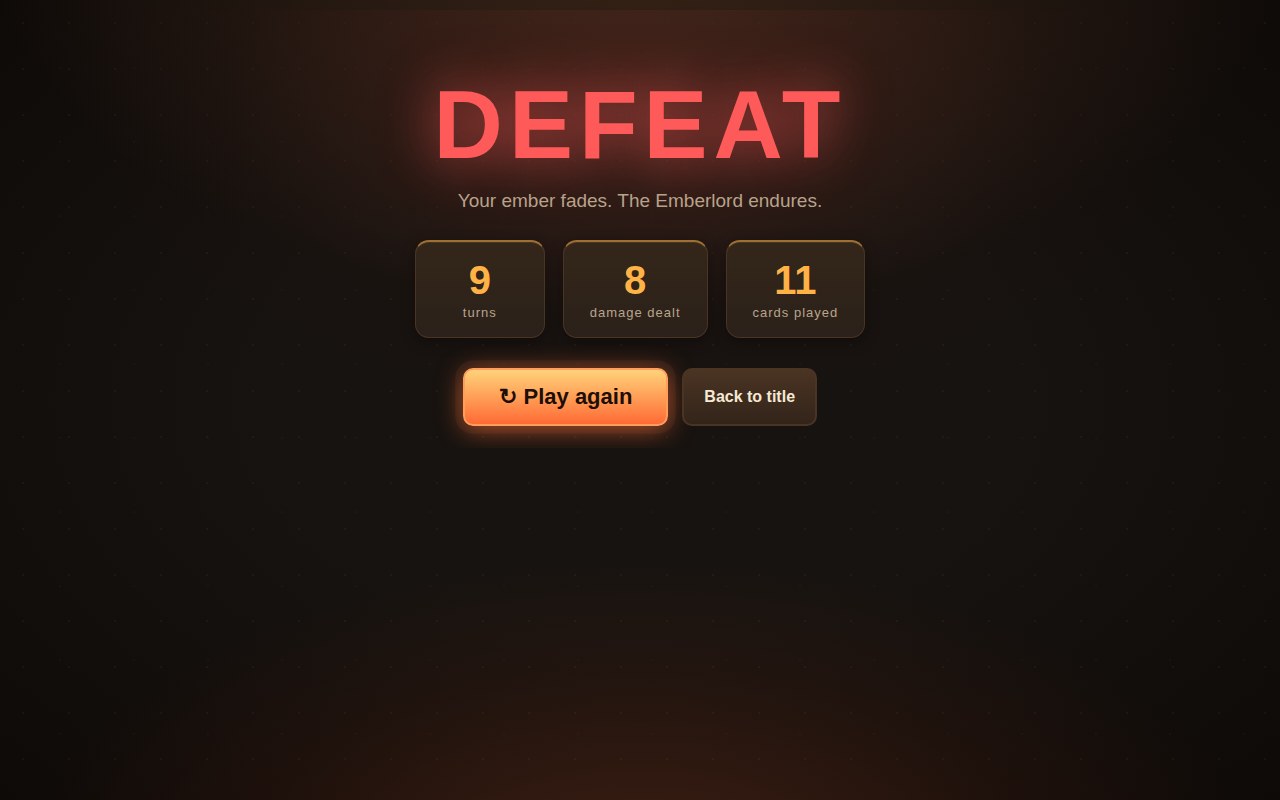 DEFEAT
Your ember fades. The Emberlord endures.
9
turns
8
damage dealt
11
cards played
↻ Play again
Back to title